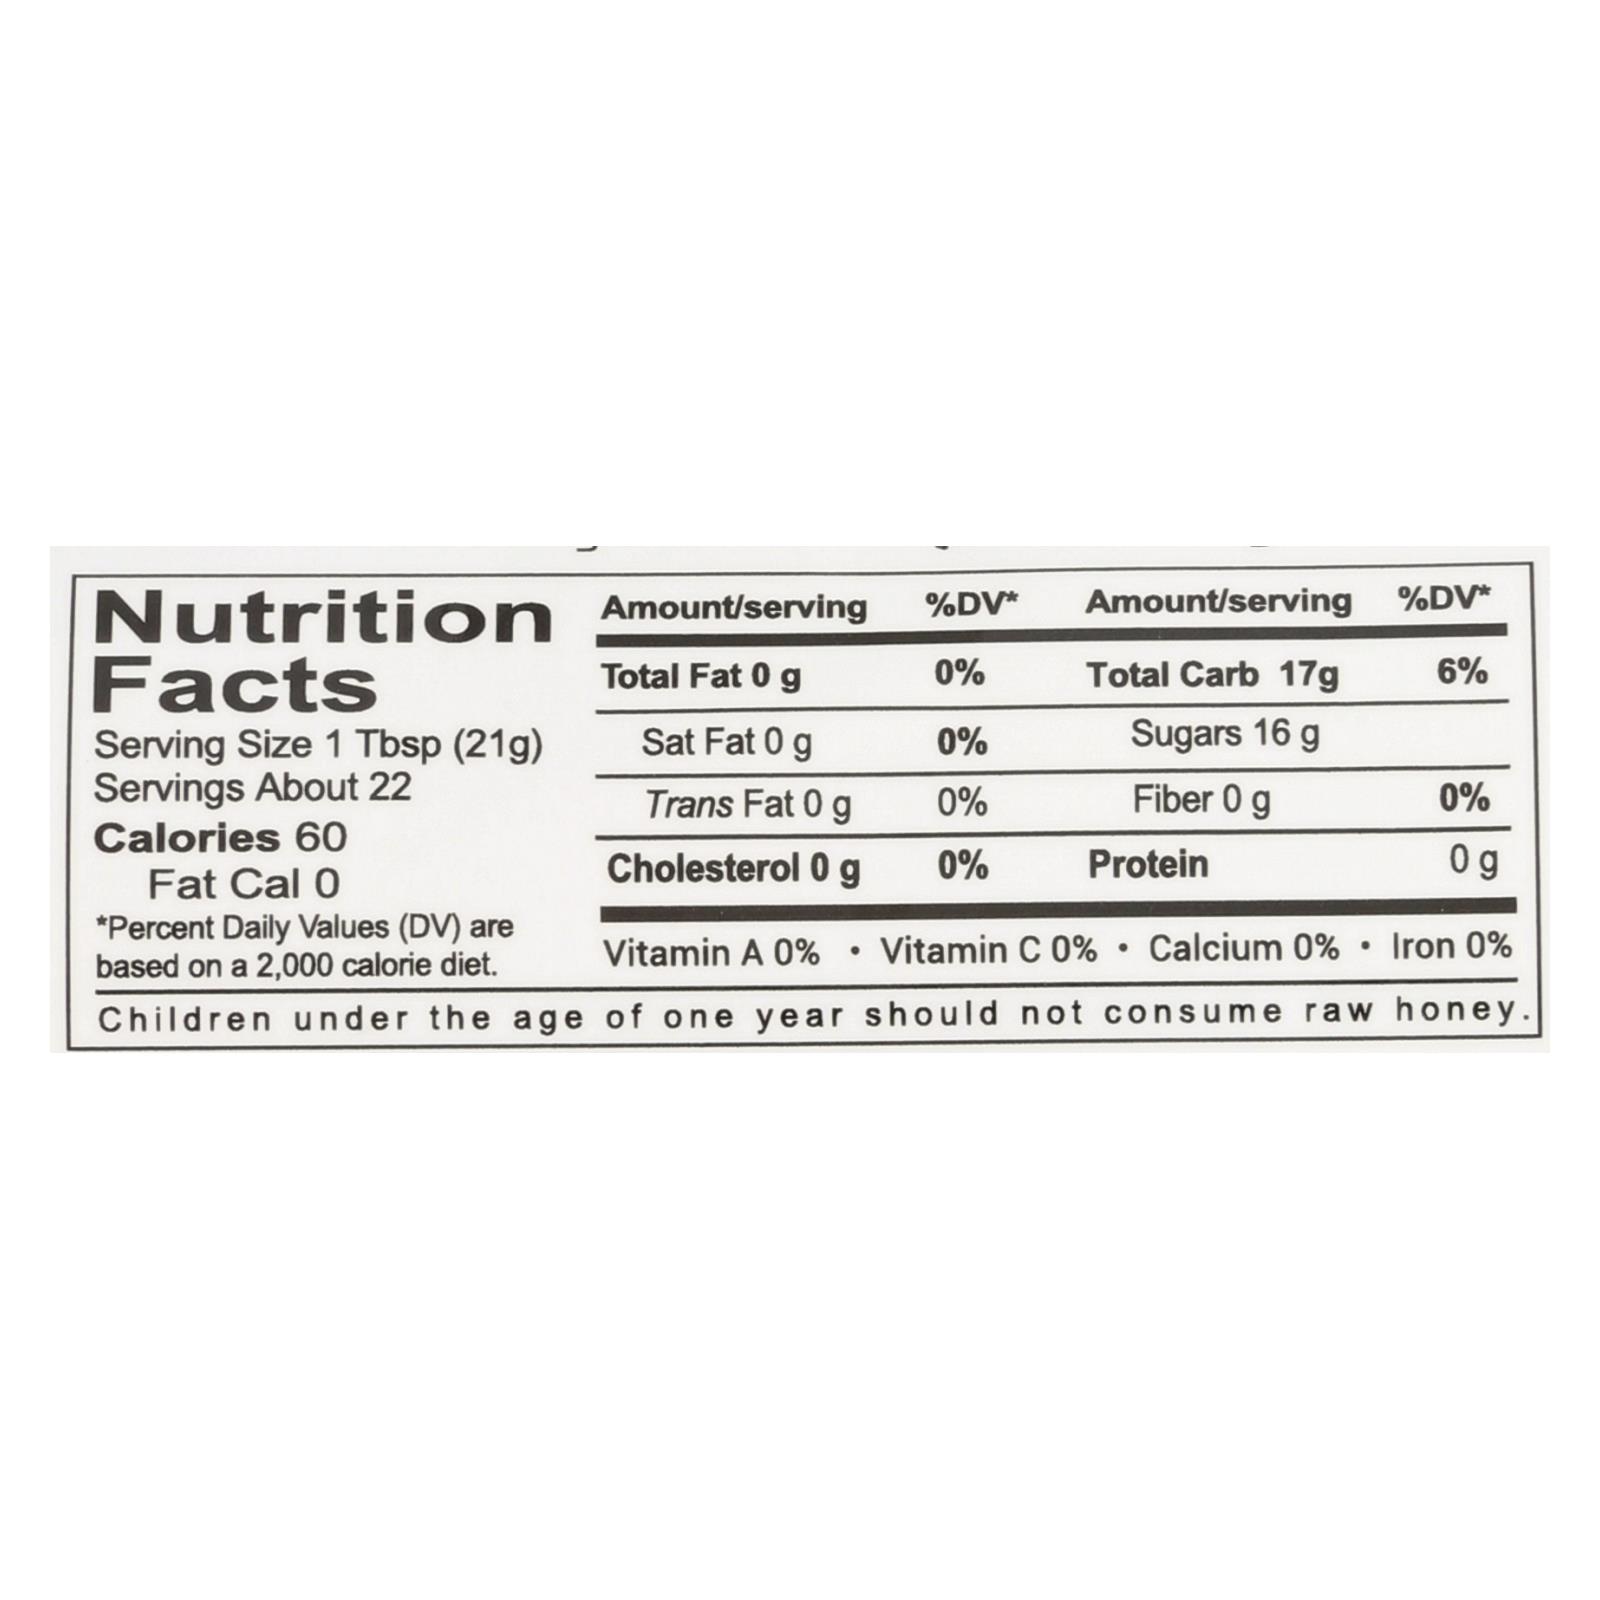 Nutrition
Facts
Serving Size 1 Tbsp (21g)
Servings About 22
Calories 60
Fat Cal 0
*Percent Daily Values (DV) are
based on a 2,000 calorie diet.
Amount/serving %DV* Amount/serving %DV*
Total Fat 0 g 0% Total Carb 17g 6%
Sat Fat 0 g 0% Sugars 16 g
Trans Fat 0 g 0% Fiber 0 g 0%
Cholesterol 0 g 0% Protein 0 g
Vitamin A 0% • Vitamin C 0% • Calcium 0% • Iron 0%
Children under the age of one year should not consume raw honey.